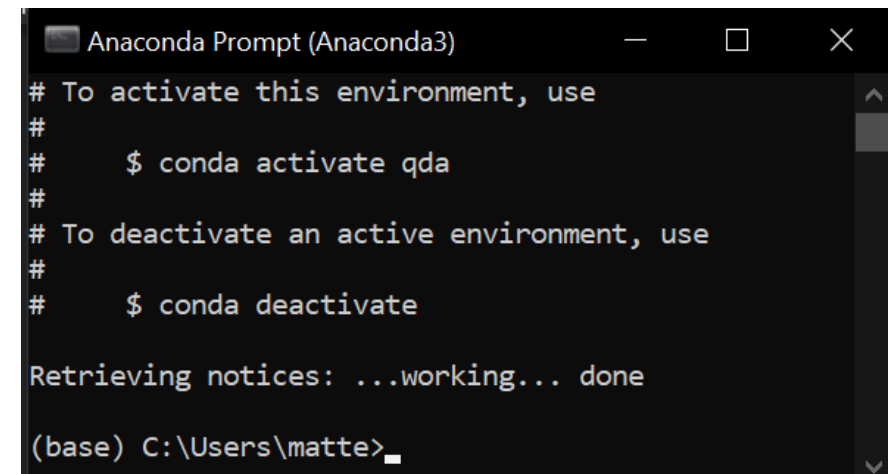 Anaconda Prompt (Anaconda3)
# To activate this environment, use
#
#     $ conda activate qda
#
# To deactivate an active environment, use
#
#     $ conda deactivate
Retrieving notices: ...working... done
(base) C:\Users\matte>